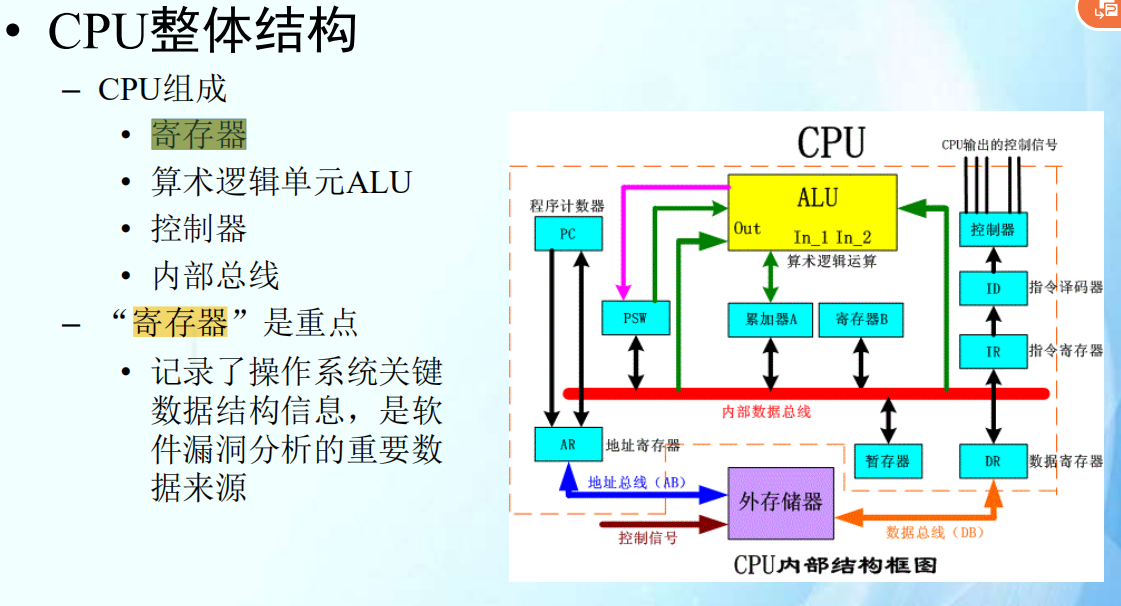 • CPU整体结构
– CPU组成
• 寄存器
• 算术逻辑单元ALU
• 控制器
• 内部总线
– “寄存器”是重点
• 记录了操作系统关键
数据结构信息，是软
件漏洞分析的重要数
据来源
CPU
CPU输出的控制信号
程序计数器
PC
ALU
Out
In_1 In_2
算术逻辑运算
控制器
ID
指令译码器
PSW
累加器A
寄存器B
IR
指令寄存器
内部数据总线
AR
地址寄存器
暂存器
DR
数据寄存器
地址总线（AB）
外存储器
控制信号
数据总线（DB）
CPU内部结构框图